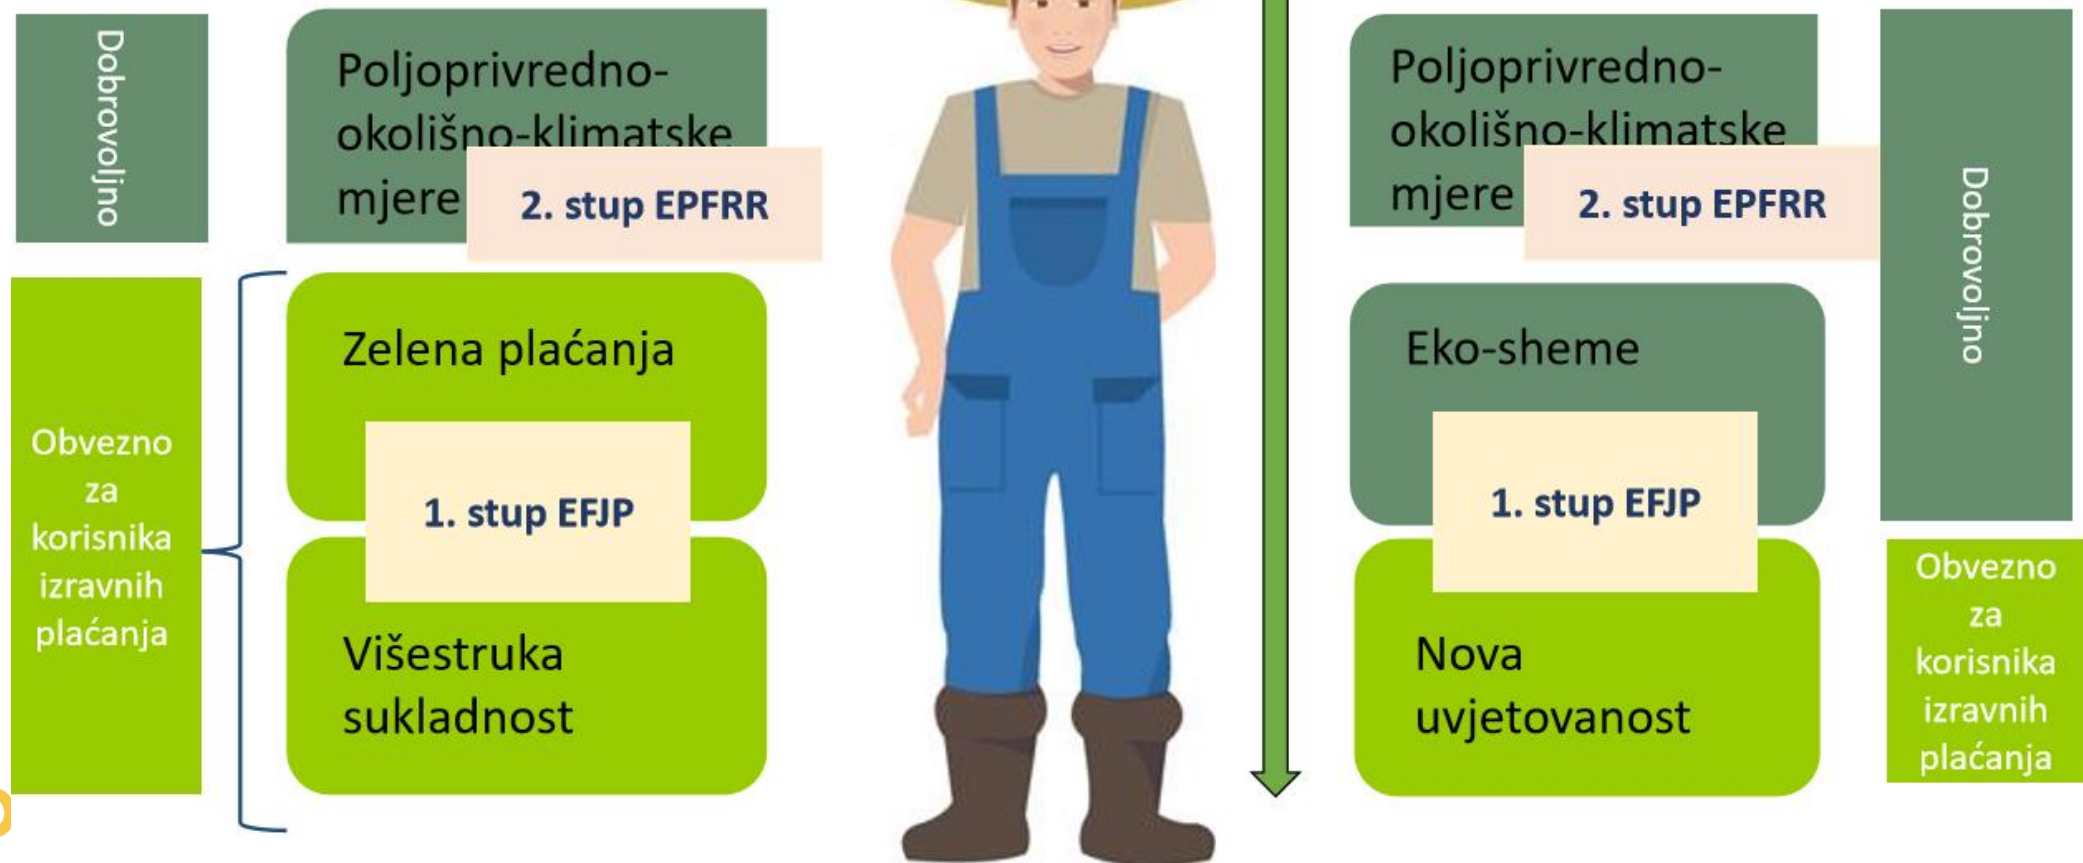 Dobrovoljno
Poljoprivredno-
okolišno-klimatske
mjere
2. stup EPFRR
Obvezno
za
korisnika
izravnih
plaćanja
Zelena plaćanja
1. stup EFJP
Višestruka
sukladnost
Poljoprivredno-
okolišno-klimatske
mjere
2. stup EPFRR
Dobrovoljno
Eko-sheme
1. stup EFJP
Nova
uvjetovanost
Obvezno
za
korisnika
izravnih
plaćanja